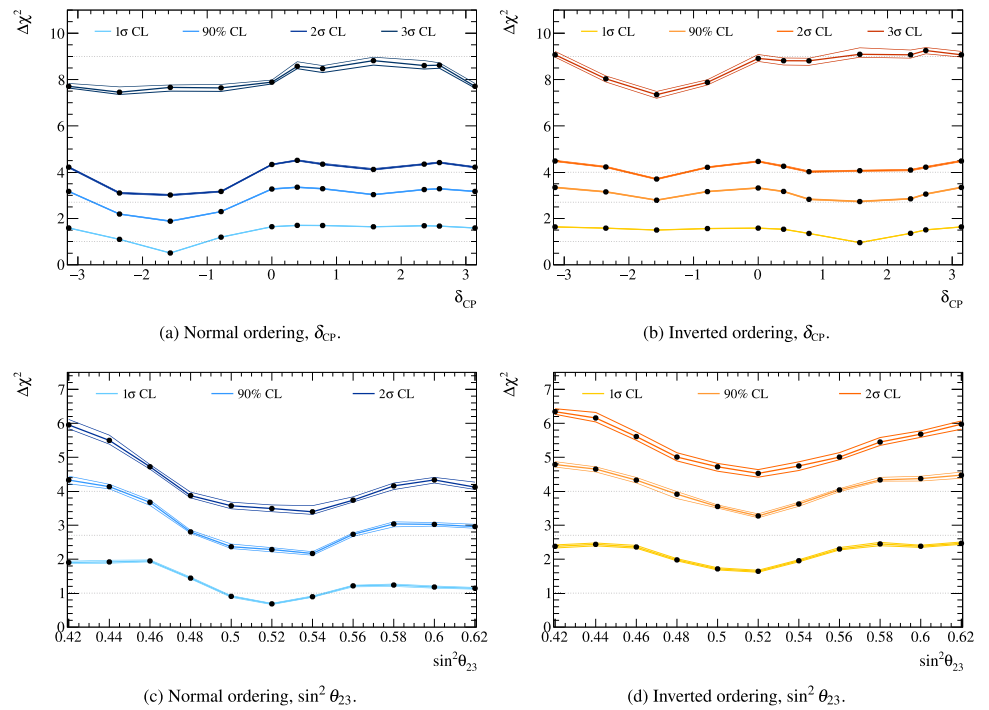 Δχ²
1σ CL 90% CL 2σ CL 3σ CL
10
8
6
4
2
0
−3 −2 −1 0 1 2 3
δCP
(a) Normal ordering, δCP.
Δχ²
1σ CL 90% CL 2σ CL 3σ CL
10
8
6
4
2
0
−3 −2 −1 0 1 2 3
δCP
(b) Inverted ordering, δCP.
Δχ²
1σ CL 90% CL 2σ CL
7
6
5
4
3
2
1
0
0.42 0.44 0.46 0.48 0.5 0.52 0.54 0.56 0.58 0.6 0.62
sin²θ23
(c) Normal ordering, sin² θ23.
Δχ²
1σ CL 90% CL 2σ CL
7
6
5
4
3
2
1
0
0.42 0.44 0.46 0.48 0.5 0.52 0.54 0.56 0.58 0.6 0.62
sin²θ23
(d) Inverted ordering, sin² θ23.